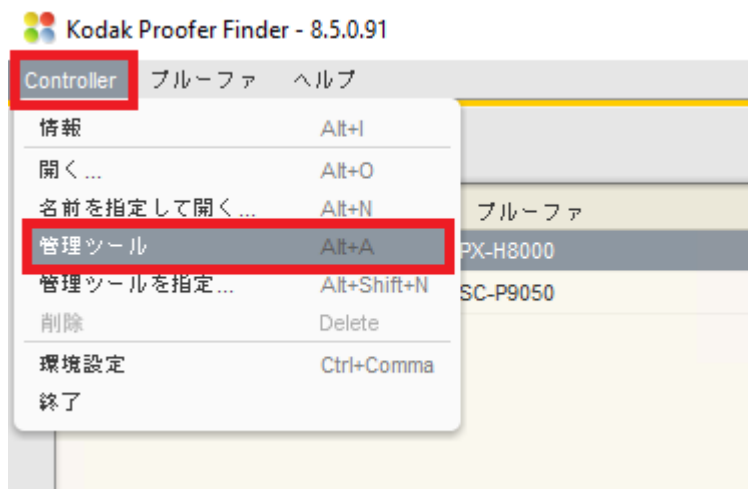 Kodak Proofer Finder - 8.5.0.91
Controller プルーファ ヘルプ
情報 Alt+I
開く... Alt+O
名前を指定して開く... Alt+N
プルーファ
管理ツール Alt+A
PX-H8000
管理ツールを指定... Alt+Shift+N
SC-P9050
削除 Delete
環境設定 Ctrl+Comma
終了